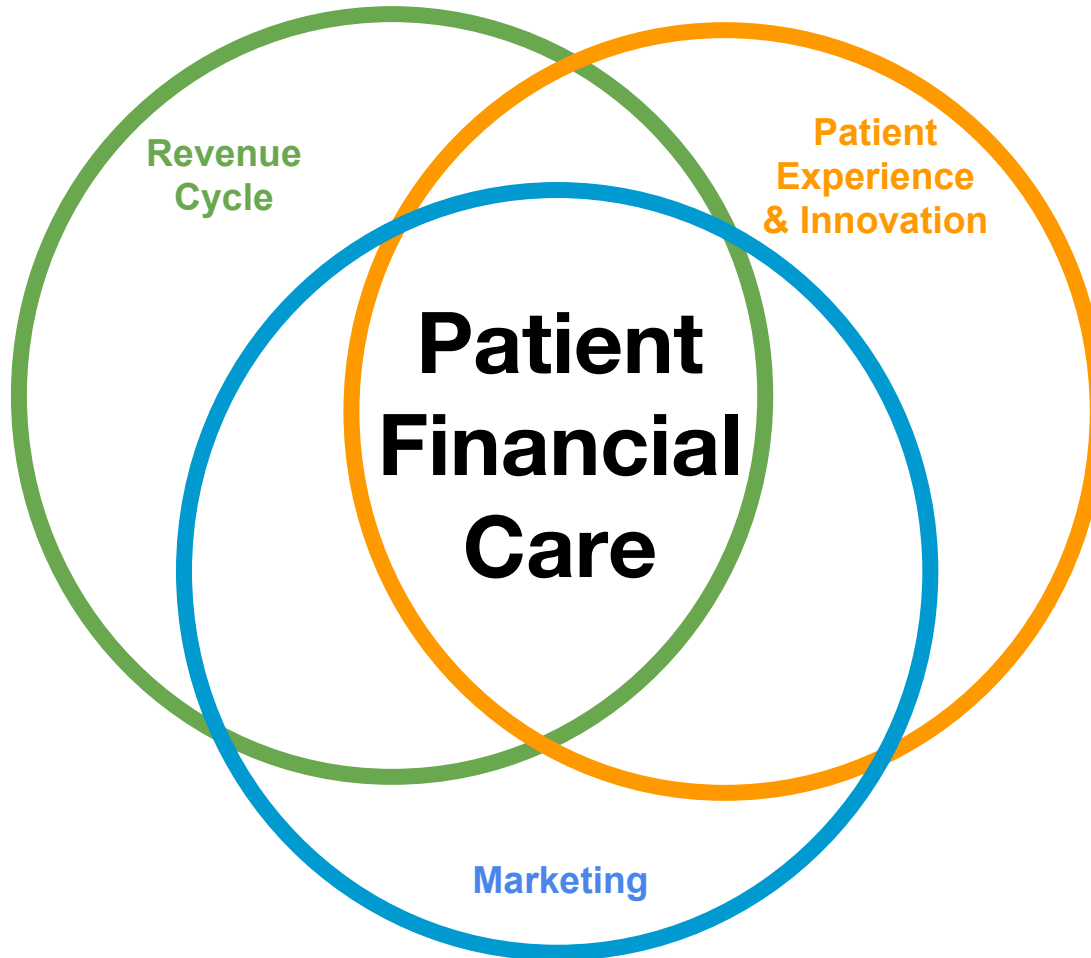 Revenue
Cycle
Patient
Experience
& Innovation
Patient
Financial
Care
Marketing